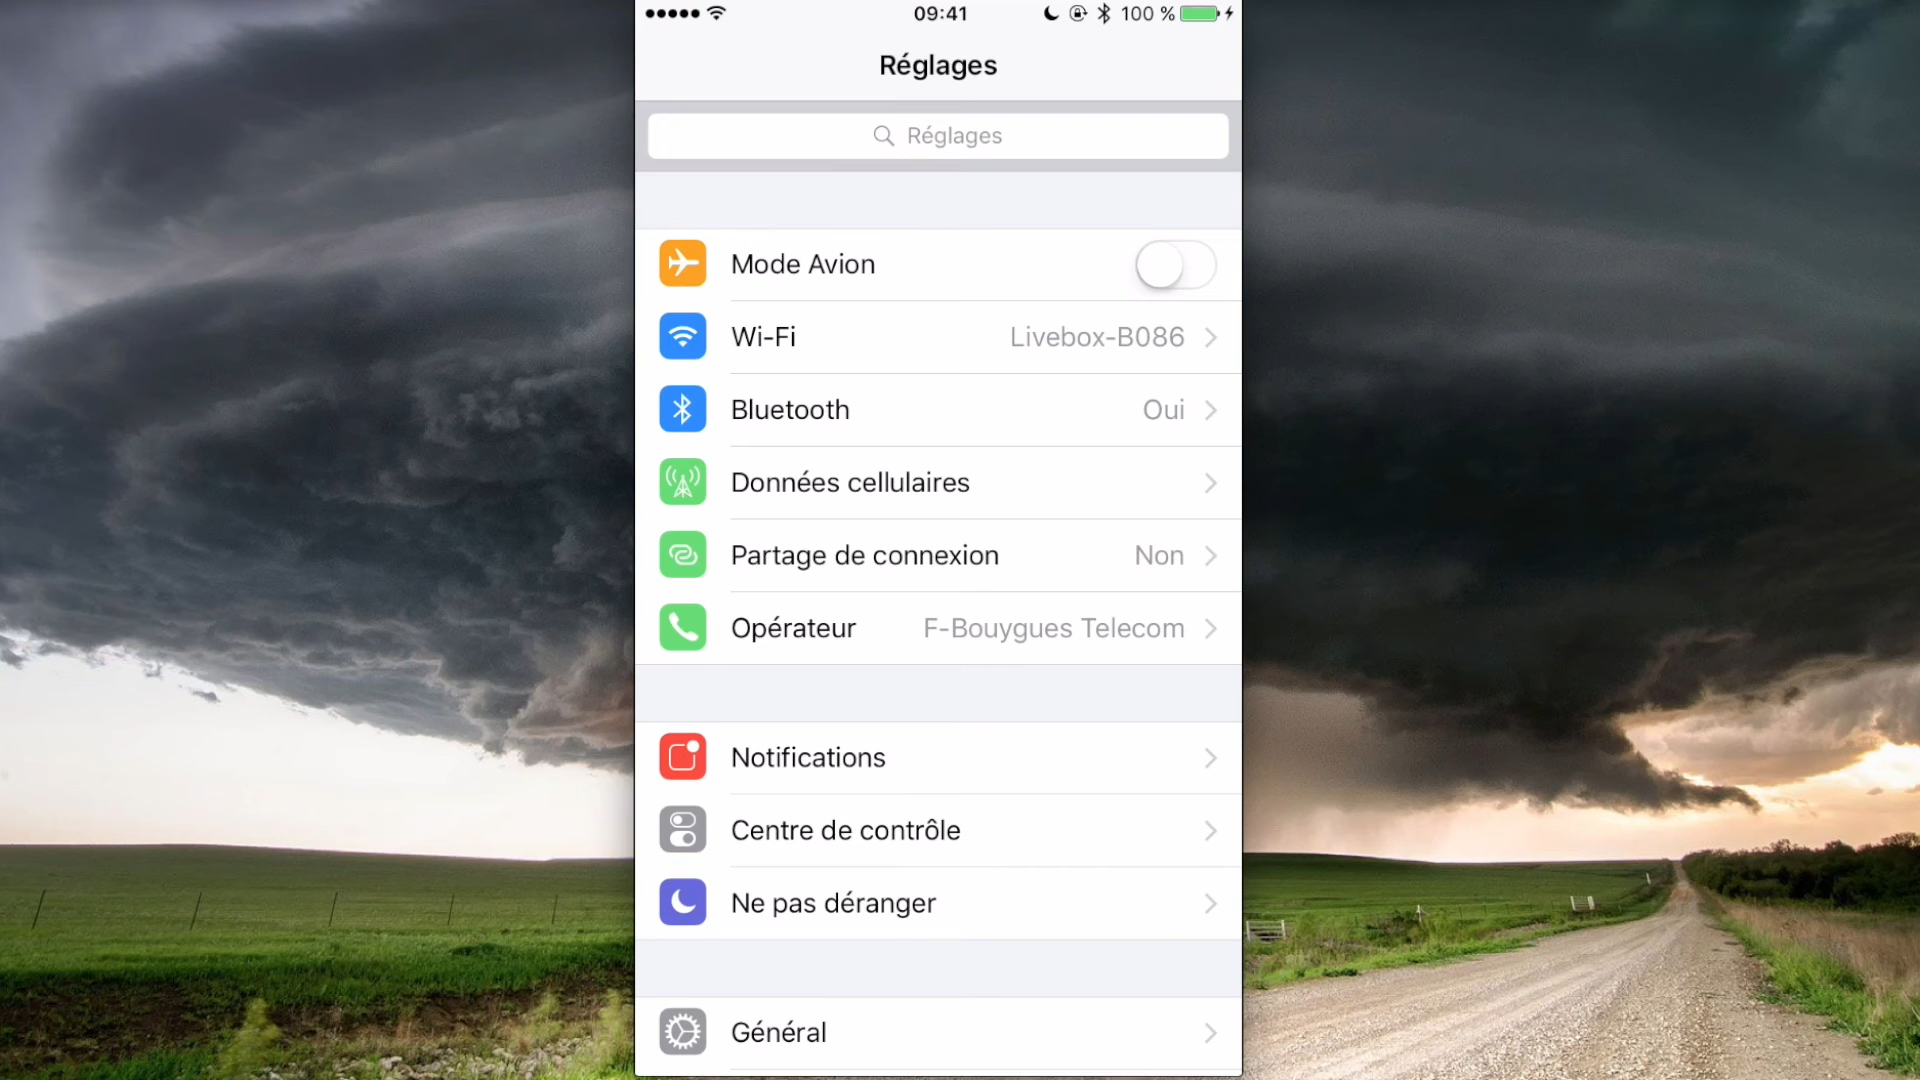 09:41 100 %
Réglages
Réglages
Mode Avion
Wi-Fi Livebox-B086
Bluetooth Oui
Données cellulaires
Partage de connexion Non
Opérateur F-Bouygues Telecom
Notifications
Centre de contrôle
Ne pas déranger
Général